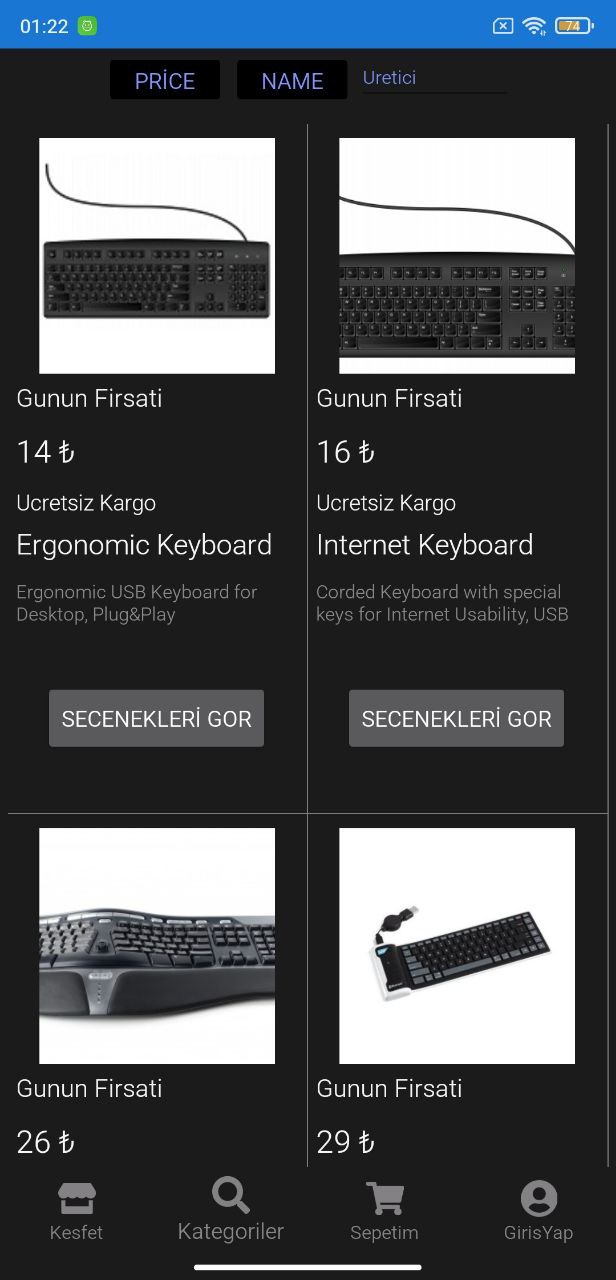 01:22
74
PRİCE NAME Uretici
Gunun Firsati
14 ₺
Ucretsiz Kargo
Ergonomic Keyboard
Ergonomic USB Keyboard for
Desktop, Plug&Play
SECENEKLERİ GOR
Gunun Firsati
16 ₺
Ucretsiz Kargo
Internet Keyboard
Corded Keyboard with special
keys for Internet Usability, USB
SECENEKLERİ GOR
Gunun Firsati
26 ₺
Gunun Firsati
29 ₺
Kesfet Kategoriler Sepetim GirisYap